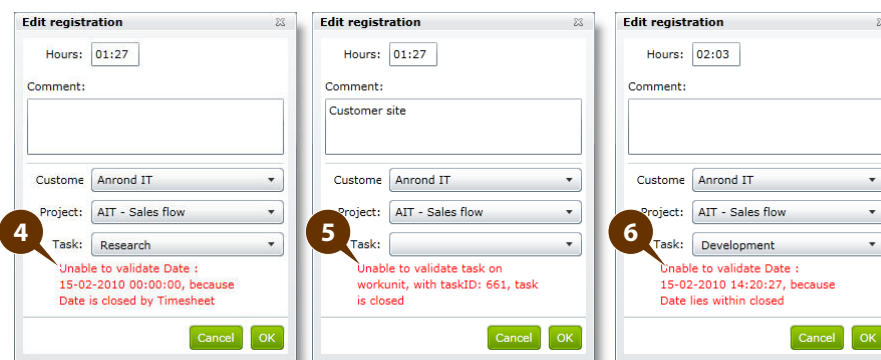 Edit registration
Hours: 01:27
Comment:
Custome Anrond IT
Project: AIT - Sales flow
4
Task: Research
Unable to validate Date :
15-02-2010 00:00:00, because
Date is closed by Timesheet
Cancel OK
Edit registration
Hours: 01:27
Comment:
Customer site
Custome Anrond IT
Project: AIT - Sales flow
5
Task:
Unable to validate task on
workunit, with taskID: 661, task
is closed
Cancel OK
Edit registration
Hours: 02:03
Comment:
Custome Anrond IT
Project: AIT - Sales flow
6
Task: Development
Unable to validate Date :
15-02-2010 14:20:27, because
Date lies within closed
Cancel OK